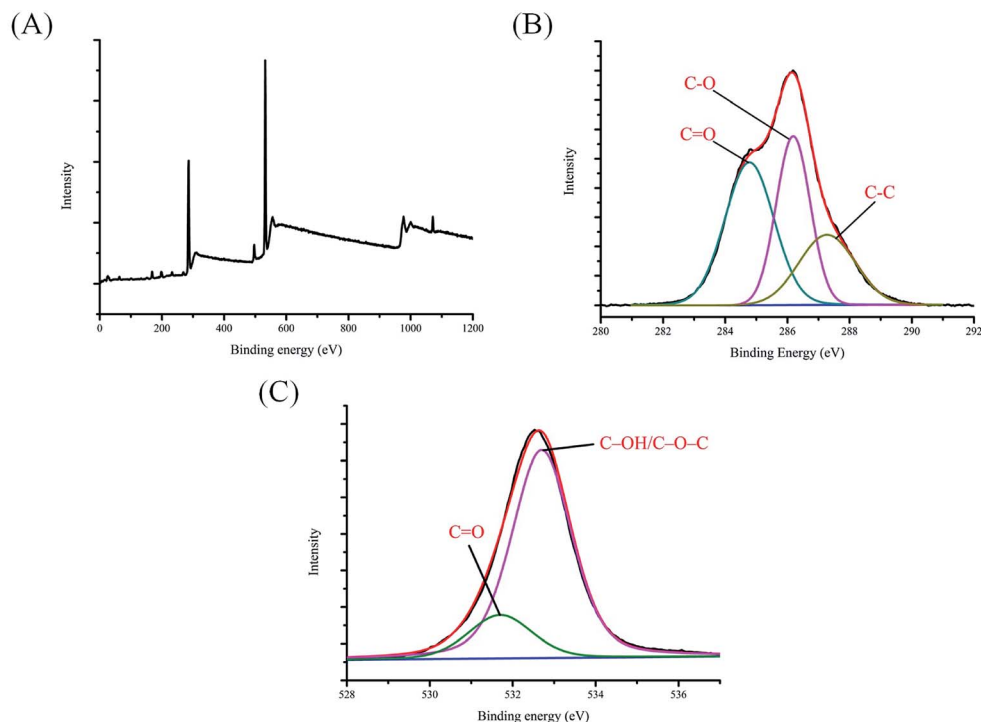 (A)
Intensity
0
200
400
600
800
1000
1200
Binding energy (eV)
(B)
Intensity
C-O
C=O
C-C
280
282
284
286
288
290
292
Binding Energy (eV)
(C)
Intensity
C–OH/C–O–C
C=O
528
530
532
534
536
Binding energy (eV)